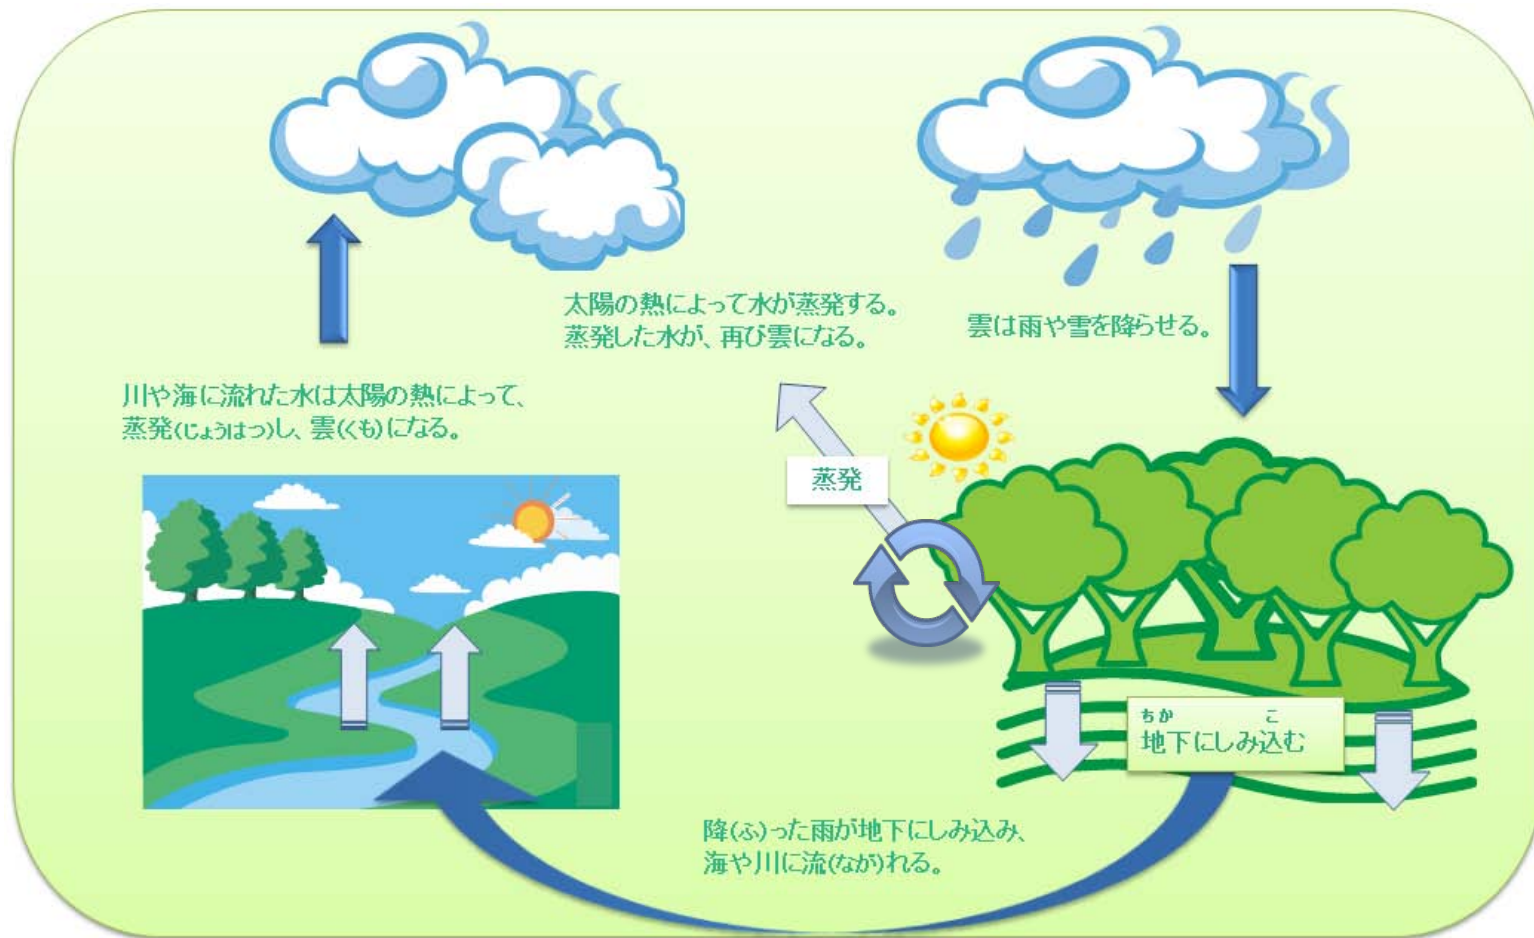 太陽の熱によって水が蒸発する。
蒸発した水が、再び雲になる。
雲は雨や雪を降らせる。
川や海に流れた水は太陽の熱によって、
蒸発(じょうはつ)し、雲(くも)になる。
蒸発
ちか こ
地下にしみ込む
降(ふ)った雨が地下にしみ込み、
海や川に流(なが)れる。